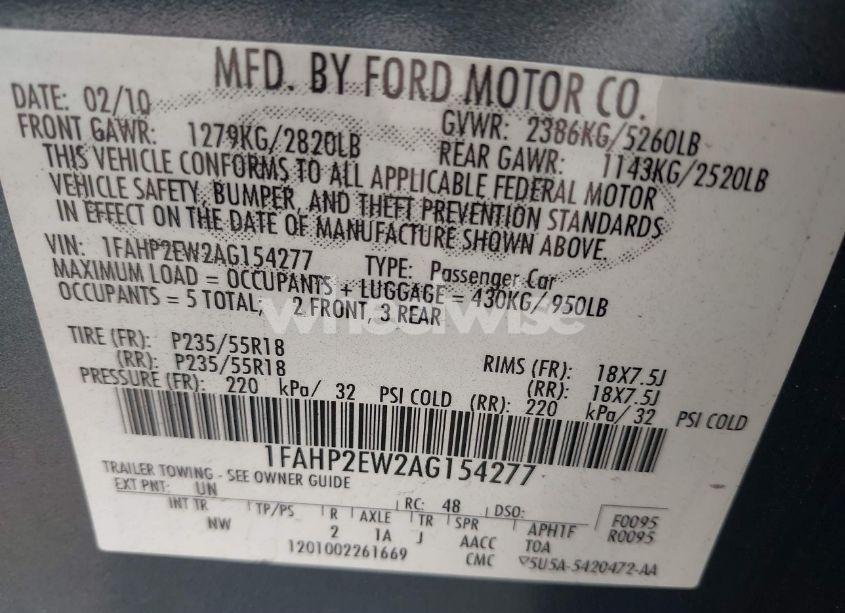 MFD. BY FORD MOTOR CO.
DATE: 02/10 GVWR: 2386KG/5260LB
FRONT GAWR: 1279KG/2820LB REAR GAWR: 1143KG/2520LB
THIS VEHICLE CONFORMS TO ALL APPLICABLE FEDERAL MOTOR
VEHICLE SAFETY, BUMPER, AND THEFT PREVENTION STANDARDS
IN EFFECT ON THE DATE OF MANUFACTURE SHOWN ABOVE.
VIN: 1FAHP2EW2AG154277 TYPE: Passenger Car
MAXIMUM LOAD = OCCUPANTS + LUGGAGE = 430KG/950LB
OCCUPANTS = 5 TOTAL, 2 FRONT, 3 REAR
wheelwise
TIRE (FR): P235/55R18 RIMS (FR): 18X7.5J
(RR): P235/55R18 (RR): 18X7.5J
PRESSURE (FR): 220 kPa/ 32 PSI COLD (RR): 220 kPa/ 32 PSI COLD
1FAHP2EW2AG154277
TRAILER TOWING - SEE OWNER GUIDE
EXT PNT: UN RC: 48 DSO: F0095
INT TR TP/PS R AXLE TR SPR APH1F R0095
NW 2 1A J AACC TOA
1201002261669 CMC 5U5A-5420472-AA